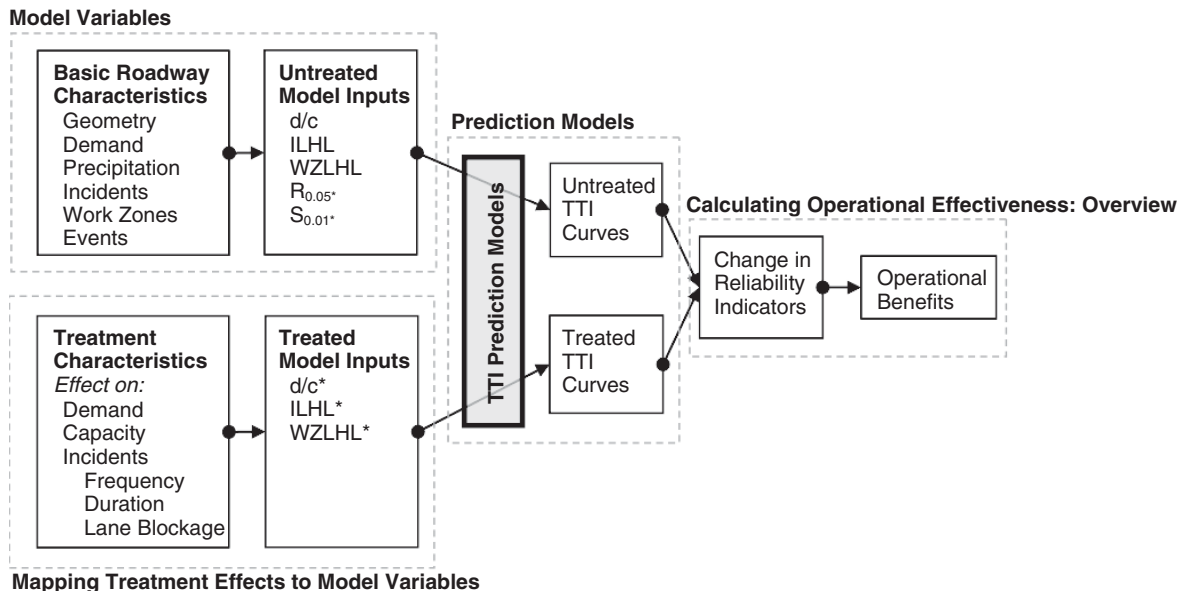 Model Variables
Basic Roadway
Characteristics
Geometry
Demand
Precipitation
Incidents
Work Zones
Events
Untreated
Model Inputs
d/c
ILHL
WZLHL
R0.05*
S0.01*
Prediction Models
TTI Prediction Models
Untreated
TTI
Curves
Treated
TTI
Curves
Calculating Operational Effectiveness: Overview
Change in
Reliability
Indicators
Operational
Benefits
Treatment
Characteristics
Effect on:
Demand
Capacity
Incidents
Frequency
Duration
Lane Blockage
Treated
Model Inputs
d/c*
ILHL*
WZLHL*
Mapping Treatment Effects to Model Variables